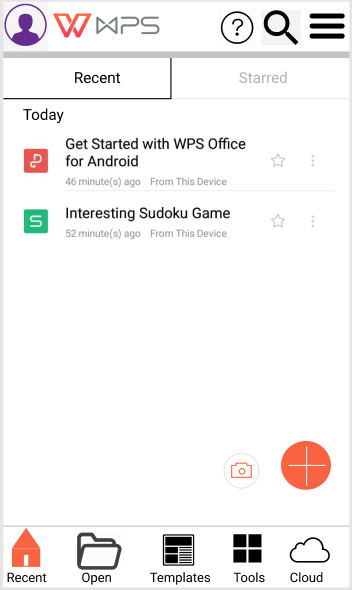 WPS
?
Recent
Starred
Today
Get Started with WPS Office
for Android
46 minute(s) ago From This Device
Interesting Sudoku Game
52 minute(s) ago From This Device
Recent
Open
Templates
Tools
Cloud